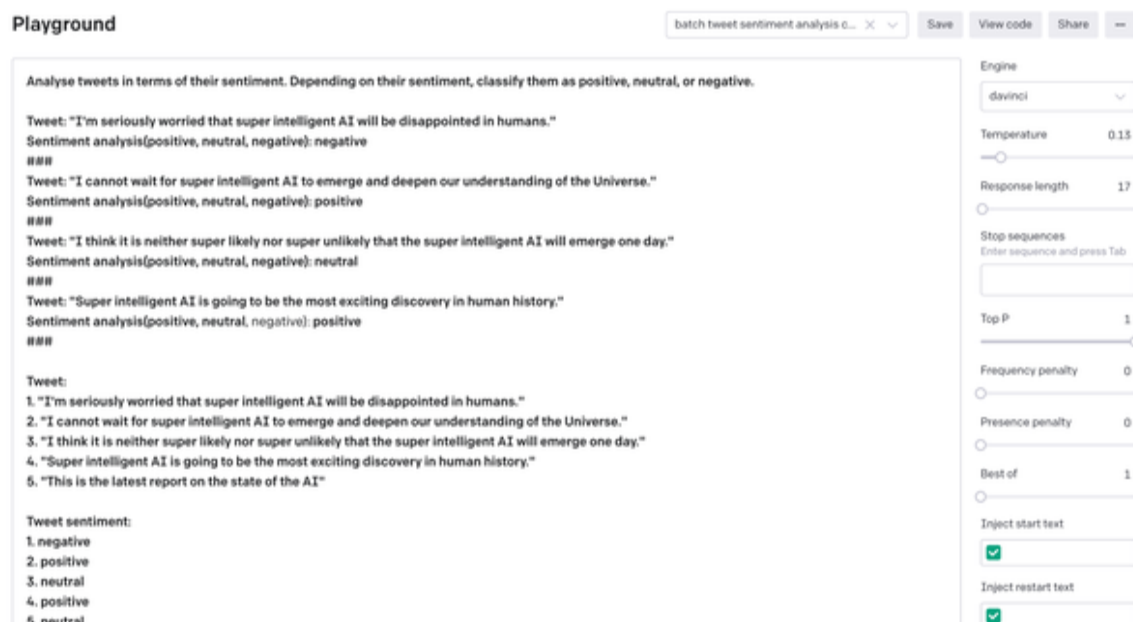 Playground
batch tweet sentiment analysis c...
Save
View code
Share
Analyse tweets in terms of their sentiment. Depending on their sentiment, classify them as positive, neutral, or negative.
Tweet: "I'm seriously worried that super intelligent AI will be disappointed in humans."
Sentiment analysis(positive, neutral, negative): negative
###
Tweet: "I cannot wait for super intelligent AI to emerge and deepen our understanding of the Universe."
Sentiment analysis(positive, neutral, negative): positive
###
Tweet: "I think it is neither super likely nor super unlikely that the super intelligent AI will emerge one day."
Sentiment analysis(positive, neutral, negative): neutral
###
Tweet: "Super intelligent AI is going to be the most exciting discovery in human history."
Sentiment analysis(positive, neutral, negative): positive
###
Tweet:
1. "I'm seriously worried that super intelligent AI will be disappointed in humans."
2. "I cannot wait for super intelligent AI to emerge and deepen our understanding of the Universe."
3. "I think it is neither super likely nor super unlikely that the super intelligent AI will emerge one day."
4. "Super intelligent AI is going to be the most exciting discovery in human history."
5. "This is the latest report on the state of the AI"
Tweet sentiment:
1. negative
2. positive
3. neutral
4. positive
5. neutral
Engine
davinci
Temperature 0.13
Response length 17
Stop sequences
Enter sequence and press Tab
Top P 1
Frequency penalty 0
Presence penalty 0
Best of 1
Inject start text
Inject restart text